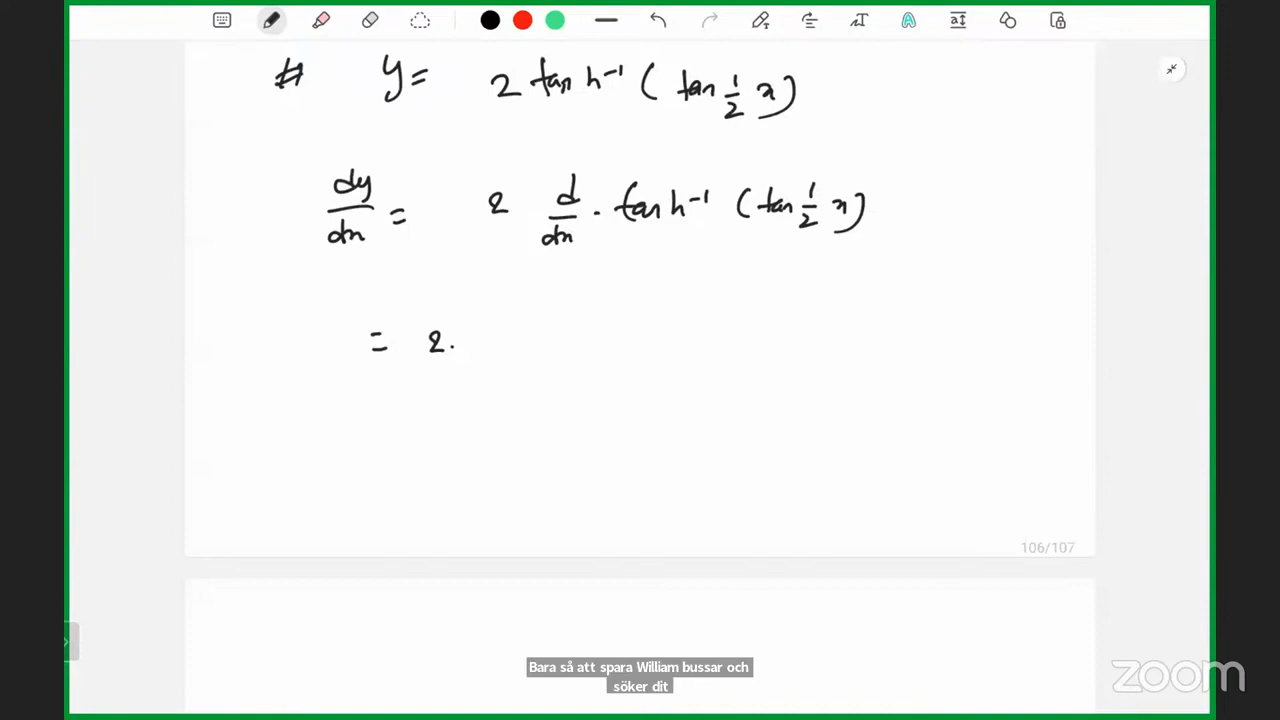 # y = 2 tan h⁻¹ ( tan 1/2 x )
dy/dx = 2 d/dx . tan h⁻¹ ( tan 1/2 x )
= 2.
106/107
Bara så att spara William bussar och
söker dit
zoom